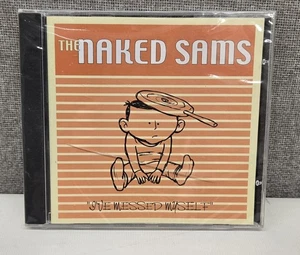 THE NAKED SAMS
"I'VE MESSED MYSELF"